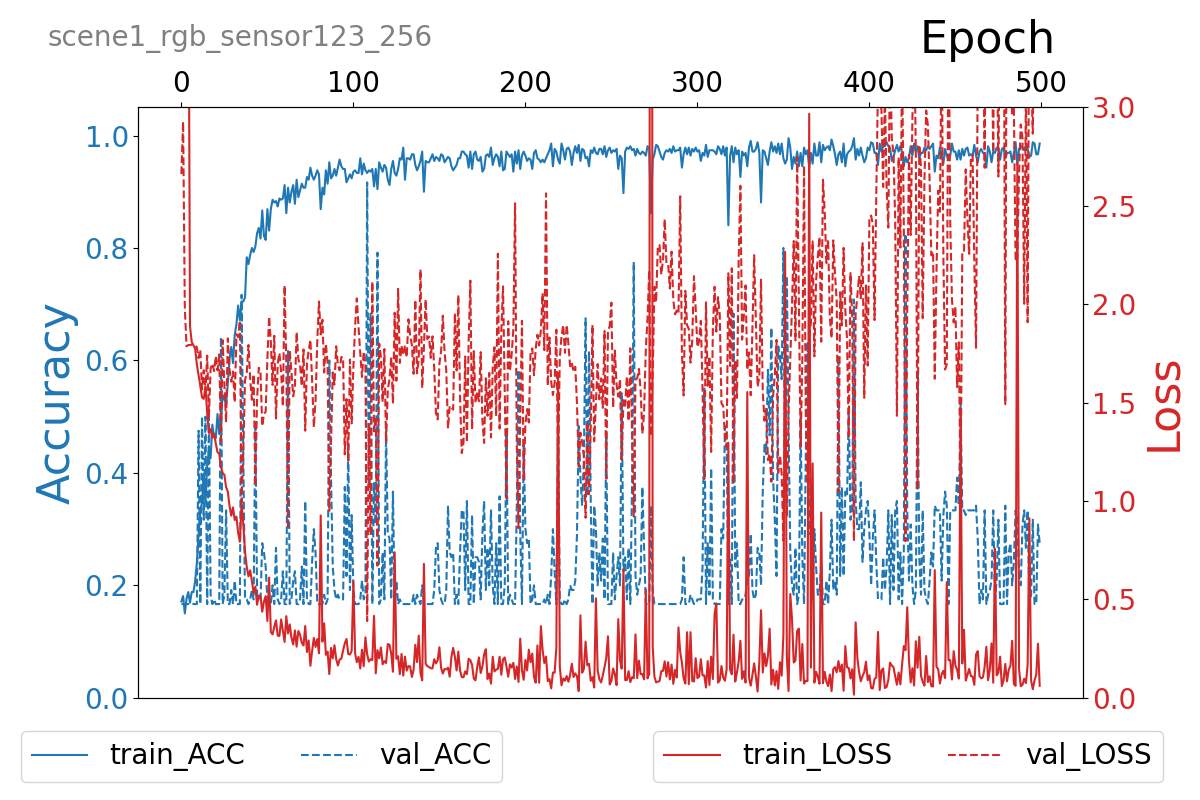 scene1_rgb_sensor123_256
Epoch
0 100 200 300 400 500
1.0
0.8
0.6
0.4
0.2
0.0
Accuracy
3.0
2.5
2.0
1.5
1.0
0.5
0.0
Loss
train_ACC val_ACC
train_LOSS val_LOSS